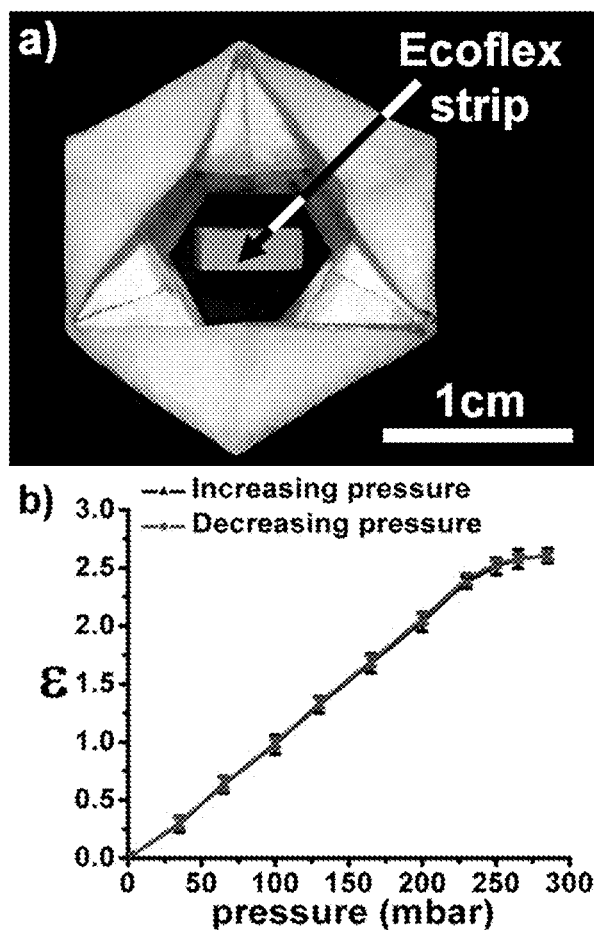 a)
Ecoflex
strip
1cm
b)
Increasing pressure
Decreasing pressure
3.0
2.5
2.0
1.5
1.0
0.5
0.0
ε
0 50 100 150 200 250 300
pressure (mbar)